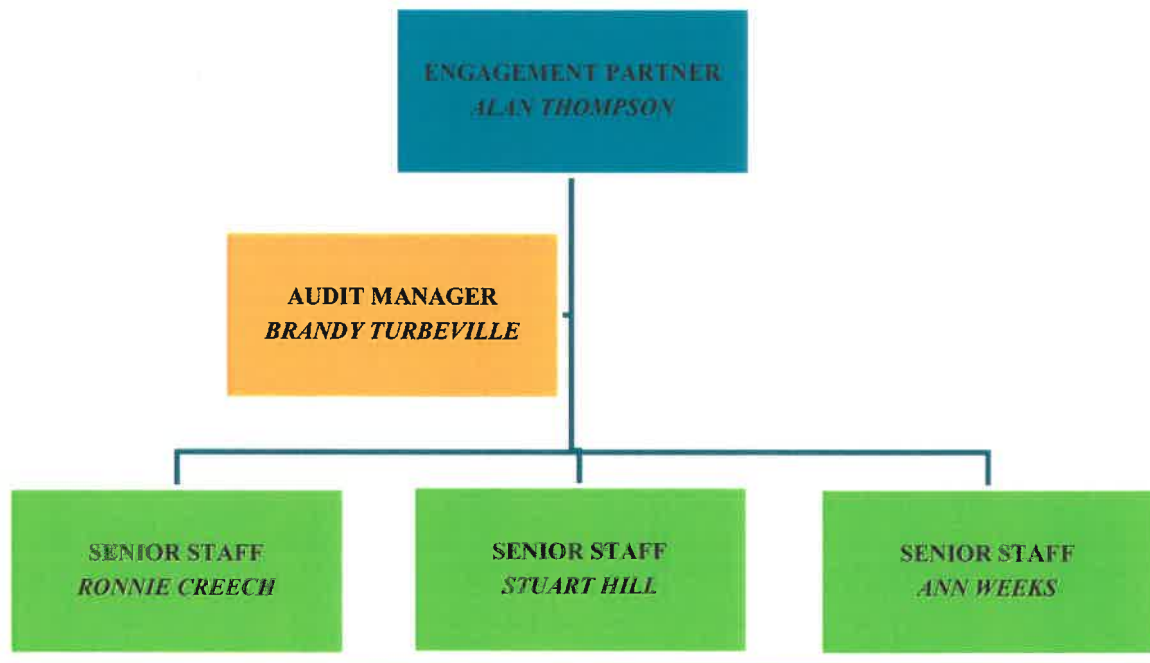 ENGAGEMENT PARTNER
ALAN THOMPSON
AUDIT MANAGER
BRANDY TURBEVILLE
SENIOR STAFF
RONNIE CREECH
SENIOR STAFF
STUART HILL
SENIOR STAFF
ANN WEEKS